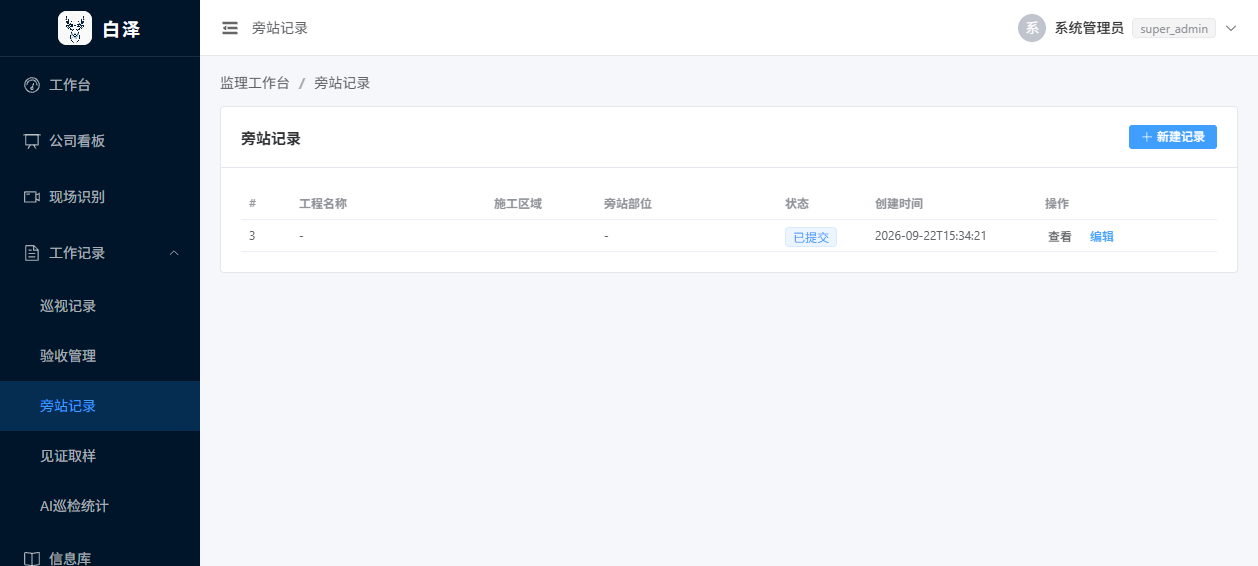 白泽
旁站记录
系 系统管理员 super_admin
工作台
公司看板
现场识别
工作记录
巡视记录
验收管理
旁站记录
见证取样
AI巡检统计
信息库
监理工作台 / 旁站记录
旁站记录
新建记录
# 工程名称 施工区域 旁站部位 状态 创建时间 操作
3 - - 已提交 2026-09-22T15:34:21 查看 编辑